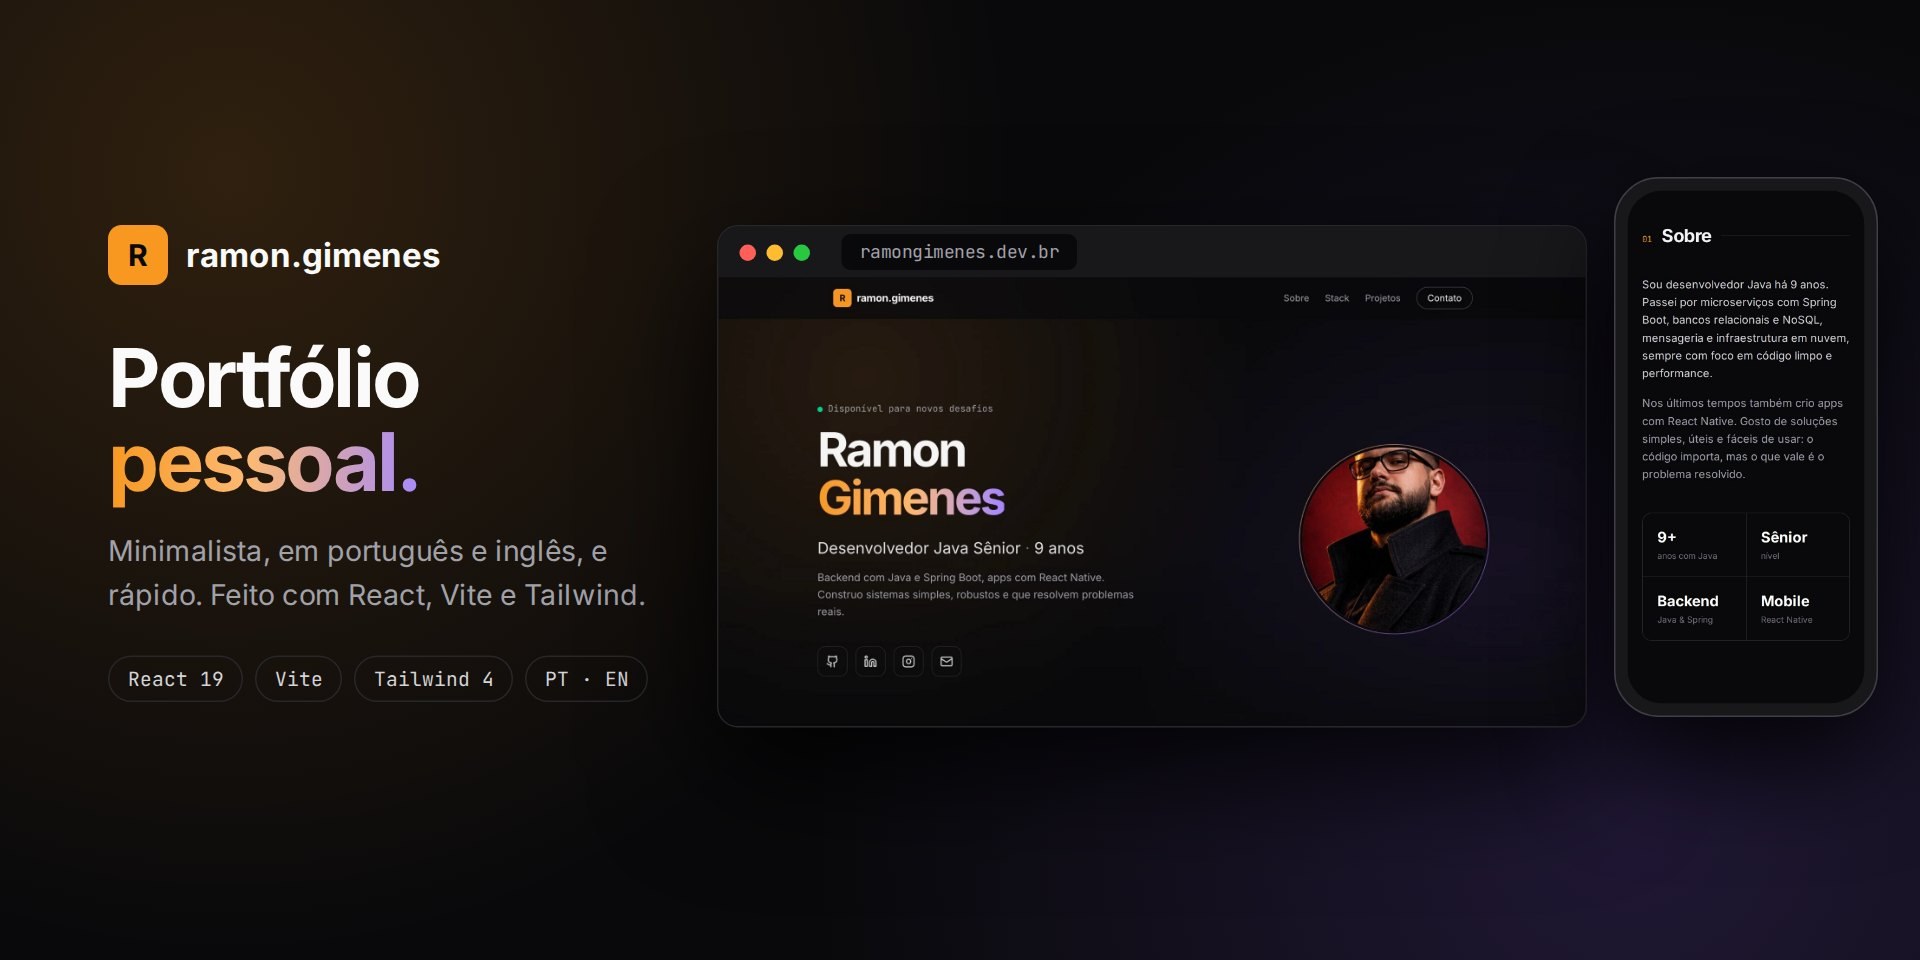 R ramon.gimenes
Portfólio
pessoal.
Minimalista, em português e inglês, e
rápido. Feito com React, Vite e Tailwind.
React 19 Vite Tailwind 4 PT · EN
ramongimenes.dev.br
R ramon.gimenes Sobre Stack Projetos Contato
Disponível para novos desafios
Ramon
Gimenes
Desenvolvedor Java Sênior · 9 anos
Backend com Java e Spring Boot, apps com React Native.
Construo sistemas simples, robustos e que resolvem problemas
reais.
in
01 Sobre
Sou desenvolvedor Java há 9 anos.
Passei por microserviços com Spring
Boot, bancos relacionais e NoSQL,
mensageria e infraestrutura em nuvem,
sempre com foco em código limpo e
performance.
Nos últimos tempos também crio apps
com React Native. Gosto de soluções
simples, úteis e fáceis de usar: o
código importa, mas o que vale é o
problema resolvido.
9+ Sênior
anos com Java nível
Backend Mobile
Java & Spring React Native